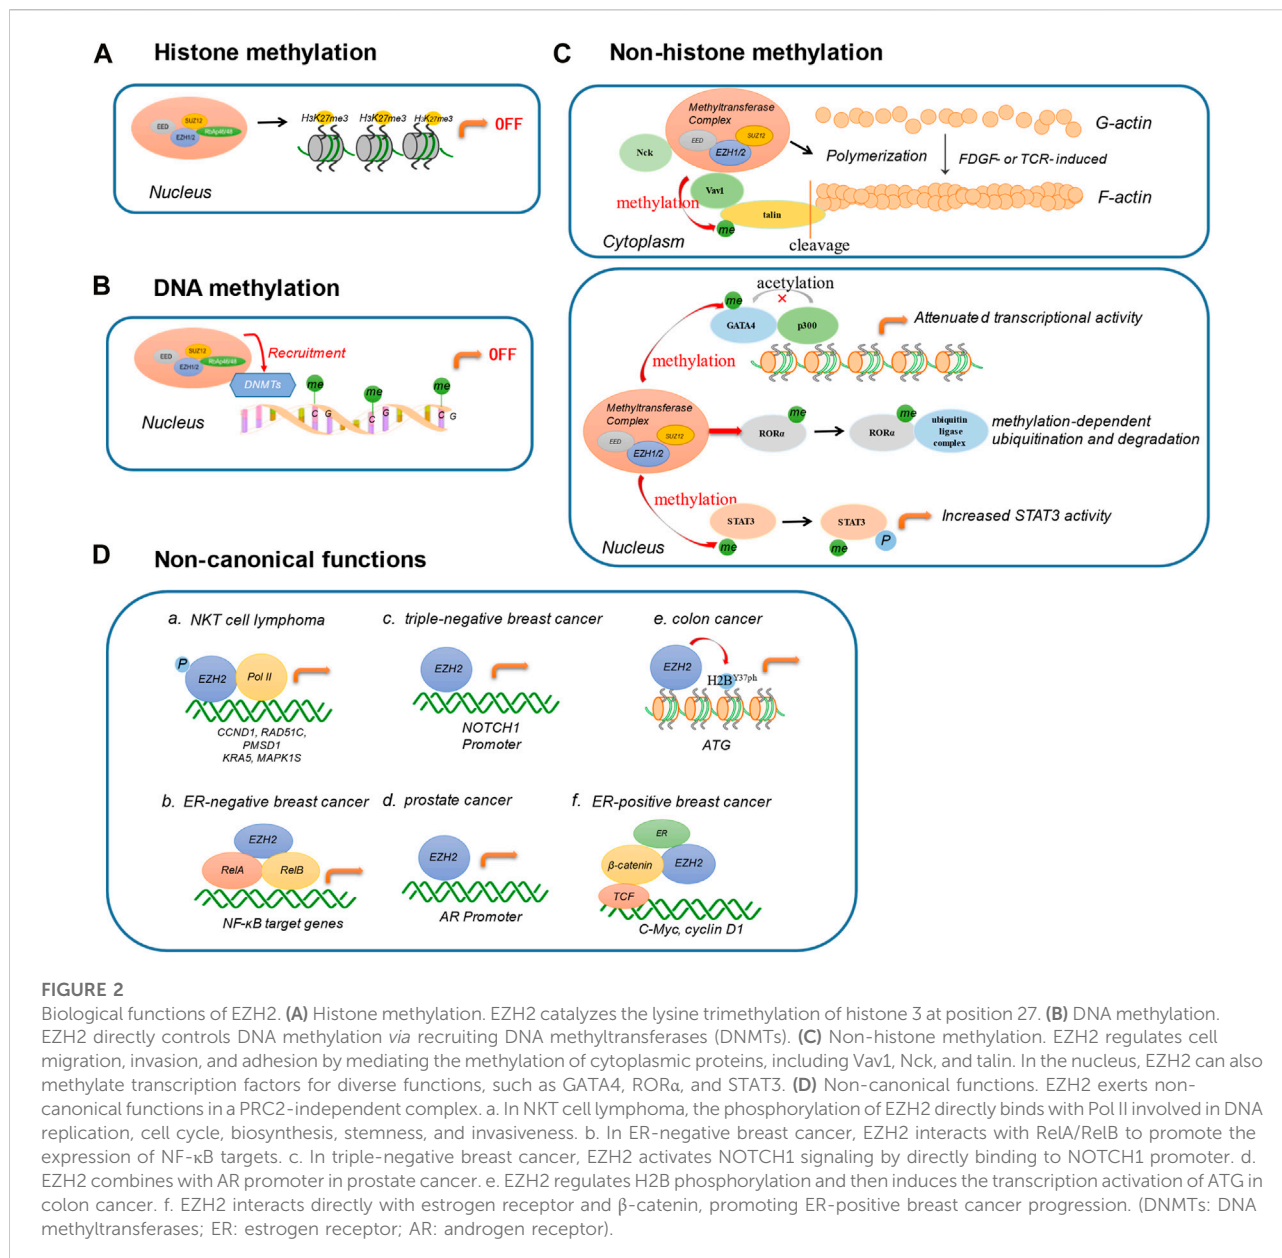 A Histone methylation
EED
SUZ12
EZH1/2
RbAp46/48
H3K27me3 H3K27me3 H3K27me3
OFF
Nucleus
B DNA methylation
EED
SUZ12
EZH1/2
RbAp46/48
Recruitment
DNMTs
OFF
me me me
C G C G C G
Nucleus
C Non-histone methylation
Methyltransferase
Complex
EED
SUZ12
EZH1/2
Nck
Vav1
methylation
me
talin
Cytoplasm
cleavage
Polymerization
G-actin
FDGF- or TCR-induced
F-actin
me
acetylation
×
GATA4
p300
Attenuated transcriptional activity
methylation
Methyltransferase
Complex
EED
SUZ12
EZH1/2
me
RORα
me
RORα
ubiquitin
ligase
complex
methylation-dependent
ubiquitination and degradation
methylation
STAT3
me
STAT3
me
P
Increased STAT3 activity
Nucleus
D Non-canonical functions
a. NKT cell lymphoma
P
EZH2
Pol II
CCND1, RAD51C,
PMSD1
KRA5, MAPK1S
c. triple-negative breast cancer
EZH2
NOTCH1
Promoter
e. colon cancer
EZH2
H2BY37ph
ATG
b. ER-negative breast cancer
EZH2
RelA
RelB
NF-κB target genes
d. prostate cancer
EZH2
AR Promoter
f. ER-positive breast cancer
ER
β-catenin
EZH2
TCF
C-Myc, cyclin D1
FIGURE 2
Biological functions of EZH2. (A) Histone methylation. EZH2 catalyzes the lysine trimethylation of histone 3 at position 27. (B) DNA methylation.
EZH2 directly controls DNA methylation via recruiting DNA methyltransferases (DNMTs). (C) Non-histone methylation. EZH2 regulates cell
migration, invasion, and adhesion by mediating the methylation of cytoplasmic proteins, including Vav1, Nck, and talin. In the nucleus, EZH2 can also
methylate transcription factors for diverse functions, such as GATA4, RORα, and STAT3. (D) Non-canonical functions. EZH2 exerts non-
canonical functions in a PRC2-independent complex. a. In NKT cell lymphoma, the phosphorylation of EZH2 directly binds with Pol II involved in DNA
replication, cell cycle, biosynthesis, stemness, and invasiveness. b. In ER-negative breast cancer, EZH2 interacts with RelA/RelB to promote the
expression of NF-κB targets. c. In triple-negative breast cancer, EZH2 activates NOTCH1 signaling by directly binding to NOTCH1 promoter. d.
EZH2 combines with AR promoter in prostate cancer. e. EZH2 regulates H2B phosphorylation and then induces the transcription activation of ATG in
colon cancer. f. EZH2 interacts directly with estrogen receptor and β-catenin, promoting ER-positive breast cancer progression. (DNMTs: DNA
methyltransferases; ER: estrogen receptor; AR: androgen receptor).